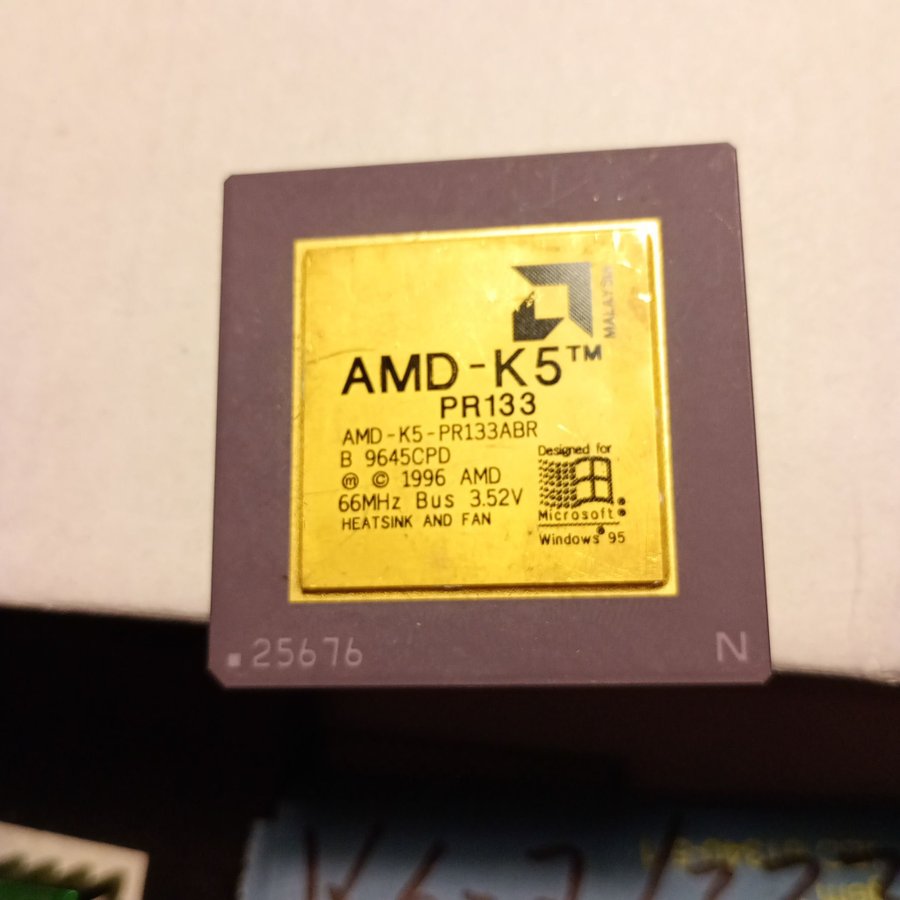 MALAYSIA
AMD-K5™
PR133
AMD-K5-PR133ABR
B 9645CPD
ⓜ © 1996 AMD
66MHz Bus 3.52V
HEATSINK AND FAN
Designed for
Microsoft®
Windows®95
25676
N